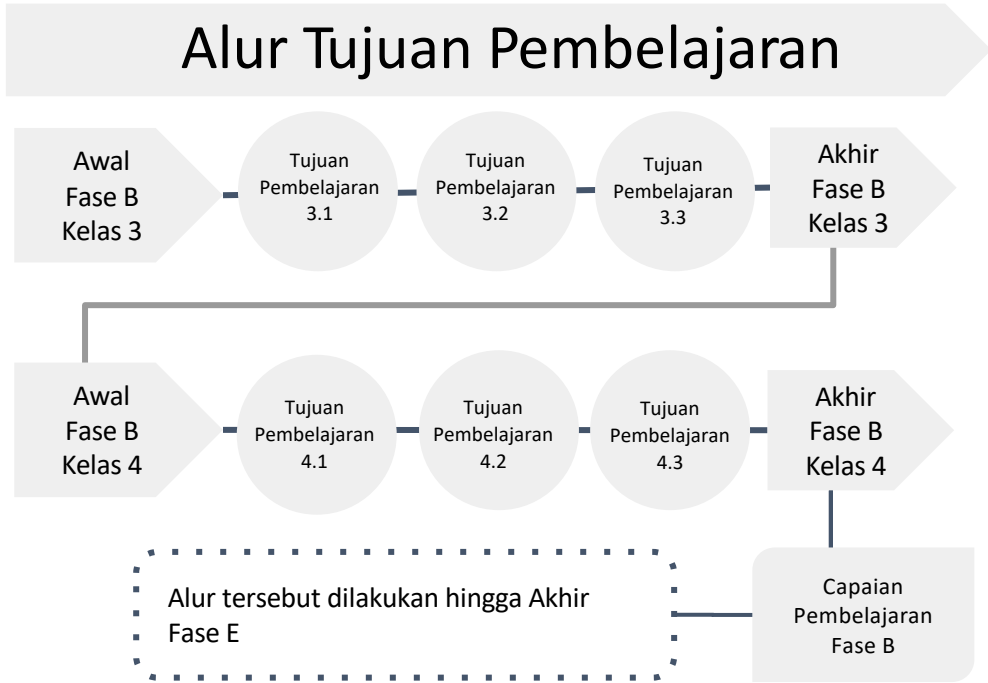 Alur Tujuan Pembelajaran
Awal
Fase B
Kelas 3
Tujuan
Pembelajaran
3.1
Tujuan
Pembelajaran
3.2
Tujuan
Pembelajaran
3.3
Akhir
Fase B
Kelas 3
Awal
Fase B
Kelas 4
Tujuan
Pembelajaran
4.1
Tujuan
Pembelajaran
4.2
Tujuan
Pembelajaran
4.3
Akhir
Fase B
Kelas 4
Alur tersebut dilakukan hingga Akhir
Fase E
Capaian
Pembelajaran
Fase B